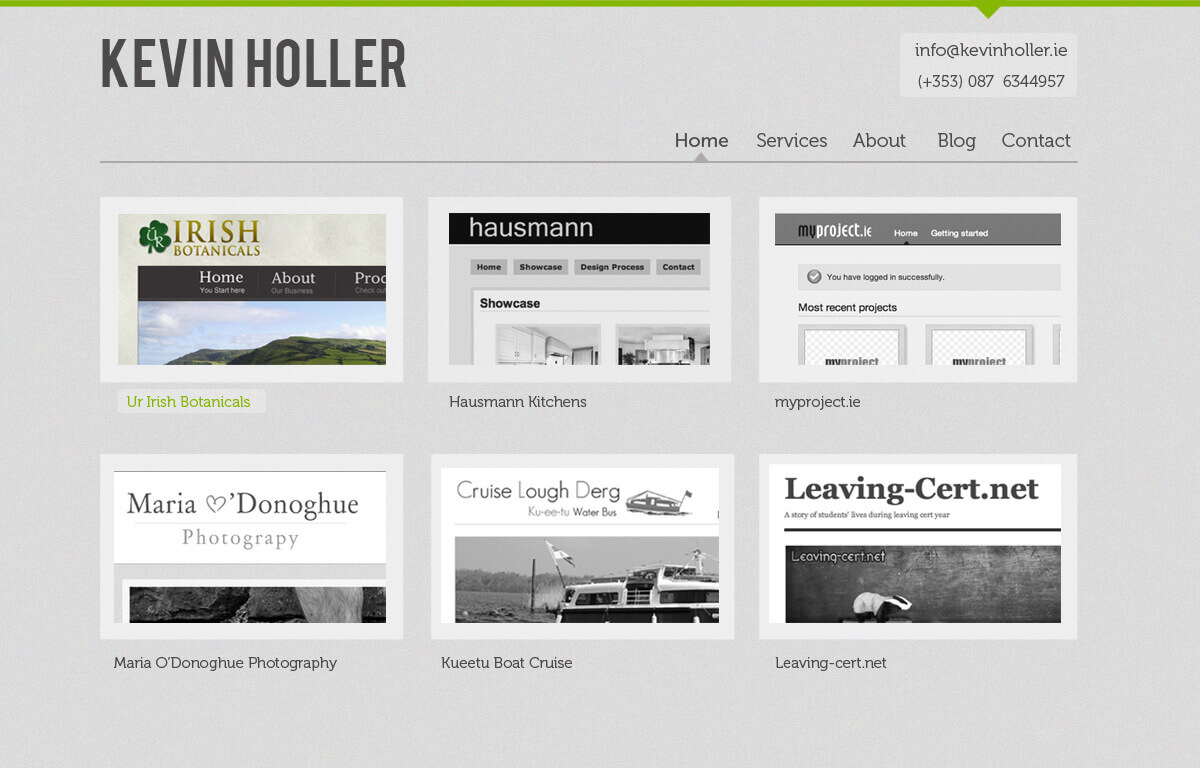 KEVIN HOLLER
info@kevinholler.ie
(+353) 087 6344957
Home Services About Blog Contact
UR
IRISH
BOTANICALS
Home About Proc
You Start here Our Business Check out
Ur Irish Botanicals
hausmann
Home Showcase Design Process Contact
Showcase
Hausmann Kitchens
myproject.ie Home Getting started
You have logged in successfully.
Most recent projects
myproject myproject
myproject.ie
Maria ♡'Donoghue
Photograpy
Maria O'Donoghue Photography
Cruise Lough Derg
Ku-ee-tu Water Bus
Kueetu Boat Cruise
Leaving-Cert.net
A story of students' lives during leaving cert year
Leaving-cert.net
Leaving-cert.net